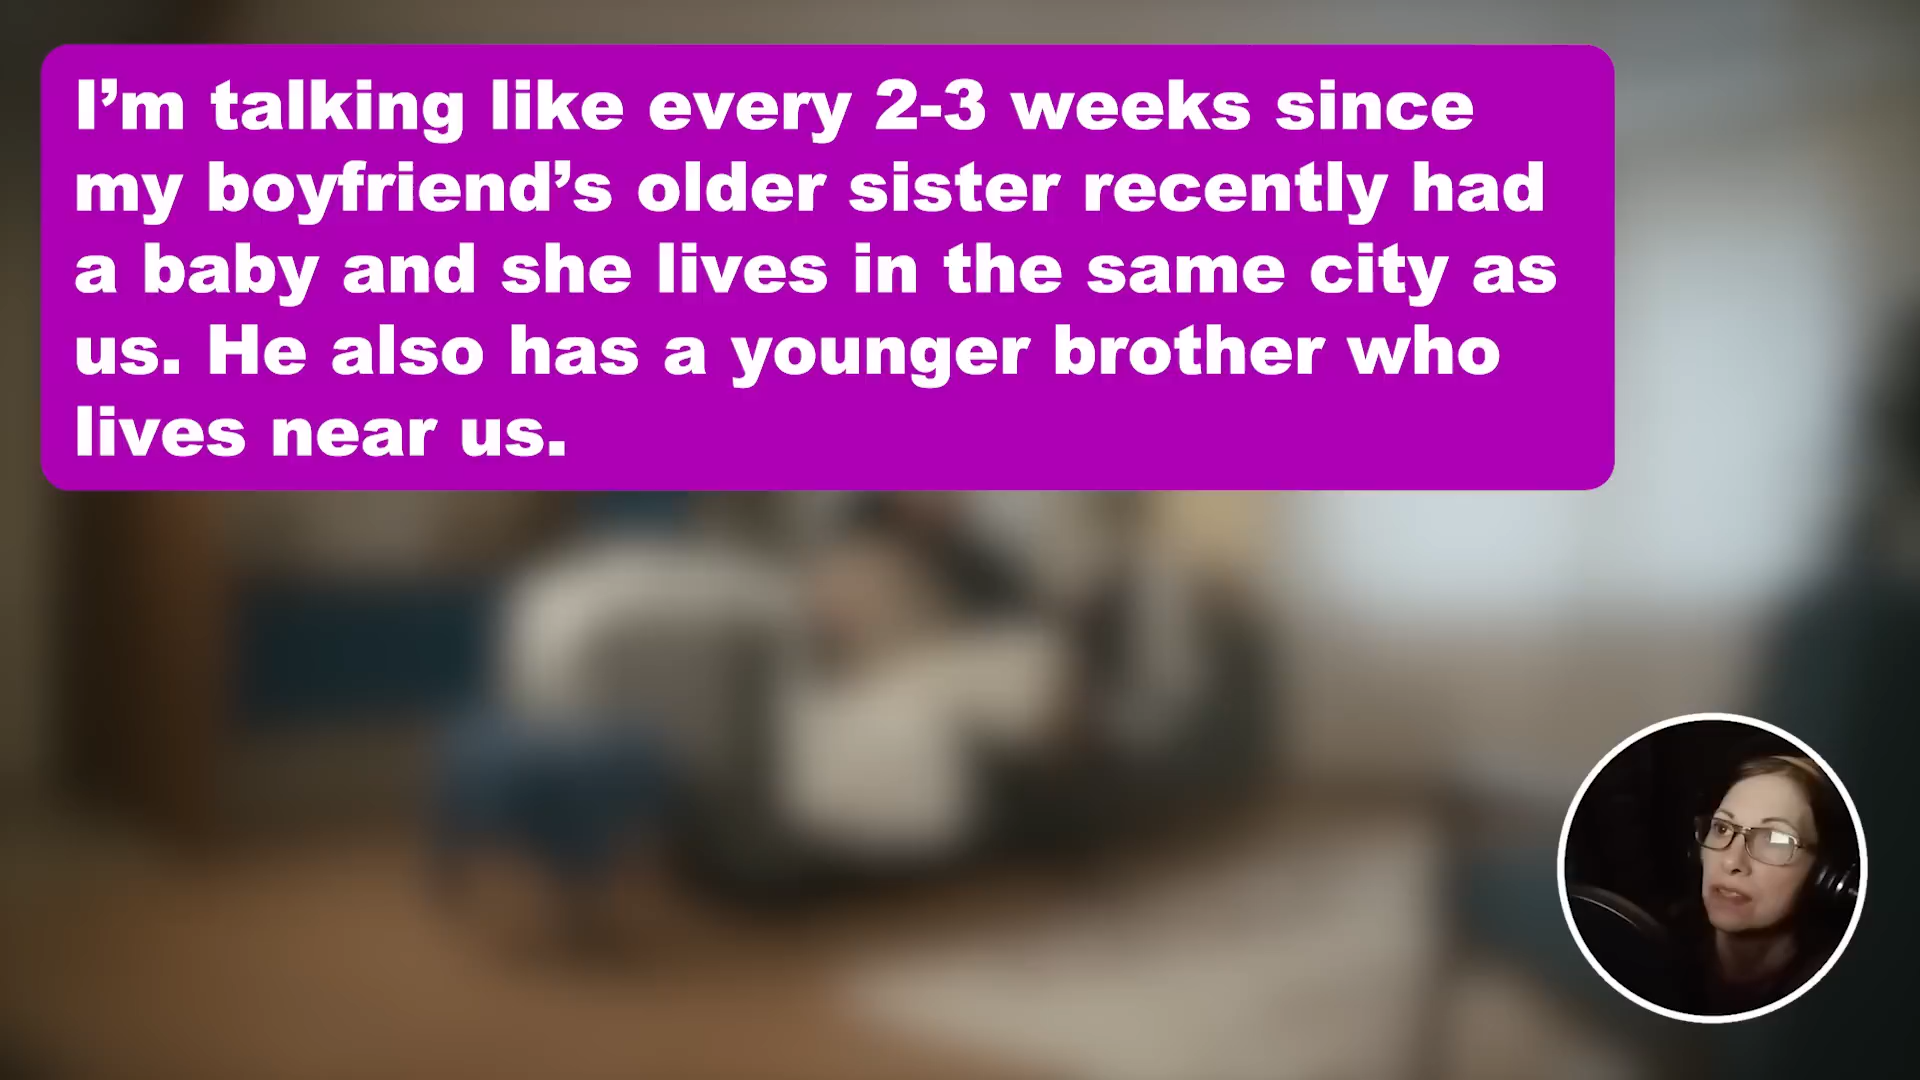 I’m talking like every 2-3 weeks since
my boyfriend’s older sister recently had
a baby and she lives in the same city as
us. He also has a younger brother who
lives near us.